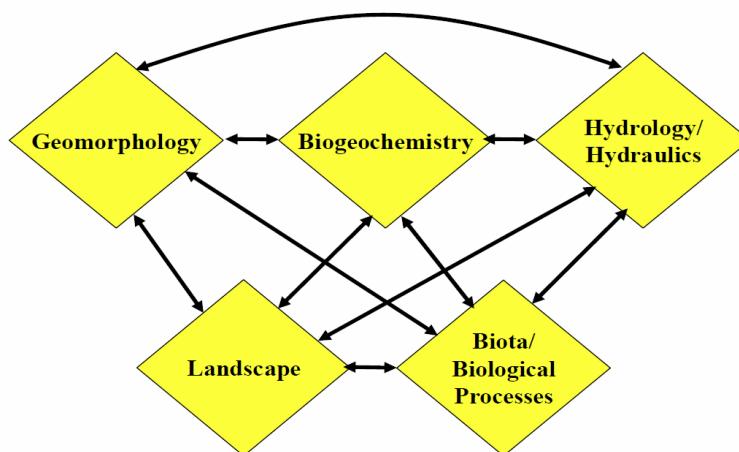 Geomorphology
Biogeochemistry
Hydrology/
Hydraulics
Landscape
Biota/
Biological
Processes